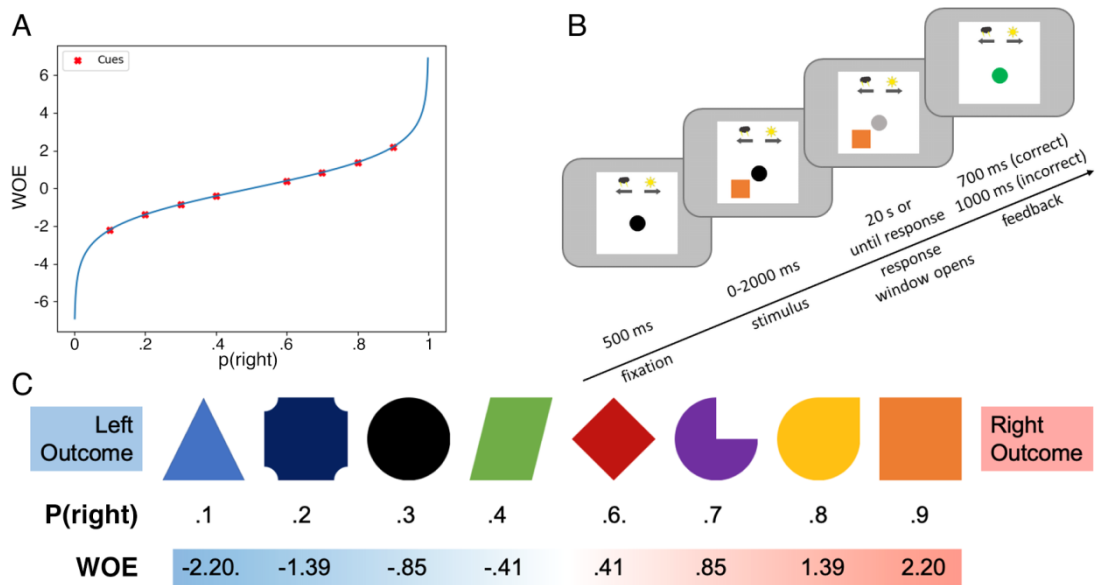 A
Cues
6
4
2
0
-2
-4
-6
WOE
0
.2
.4
.6
.8
1
p(right)
B
500 ms
fixation
0-2000 ms
stimulus
20 s or
until response
response
window opens
700 ms (correct)
1000 ms (incorrect)
feedback
C
Left
Outcome
Right
Outcome
P(right) .1 .2 .3 .4 .6. .7 .8 .9
WOE -2.20. -1.39 -.85 -.41 .41 .85 1.39 2.20